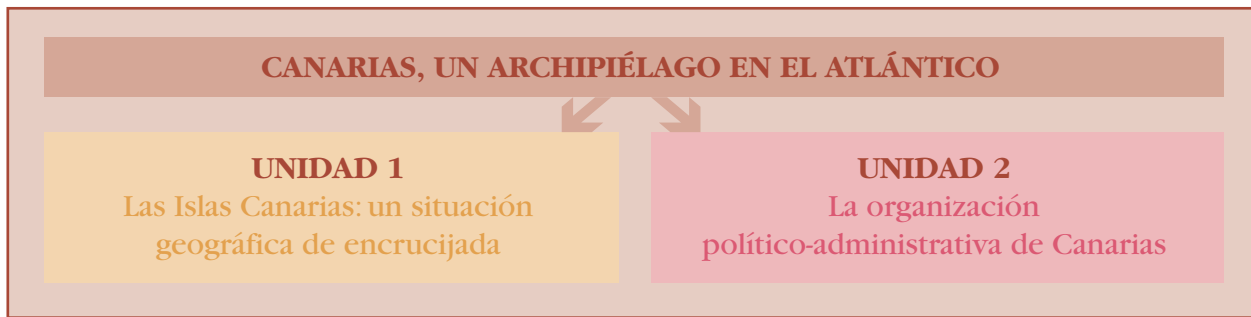 CANARIAS, UN ARCHIPIÉLAGO EN EL ATLÁNTICO
UNIDAD 1
Las Islas Canarias: un situación
geográfica de encrucijada
UNIDAD 2
La organización
político-administrativa de Canarias